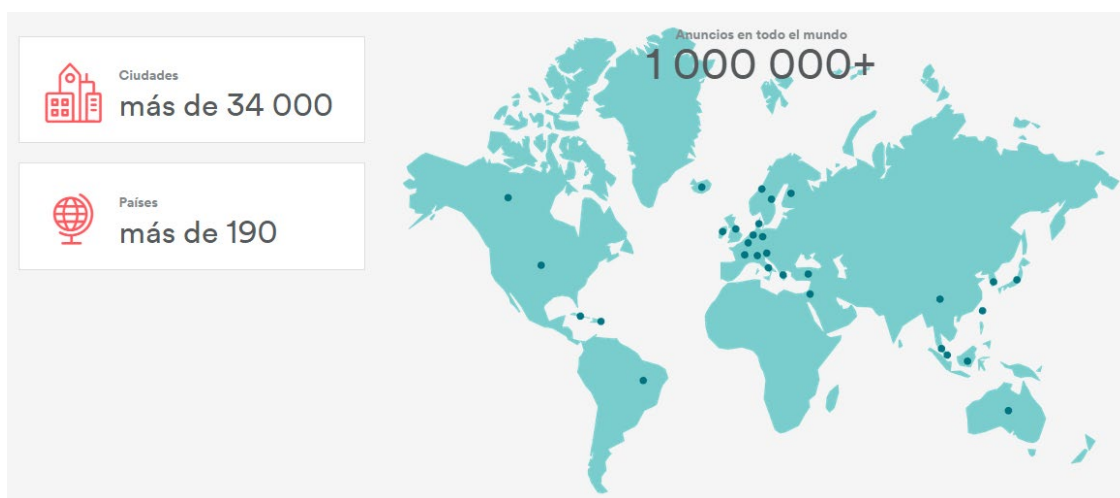 Ciudades
más de 34 000
Países
más de 190
Anuncios en todo el mundo
1 000 000+